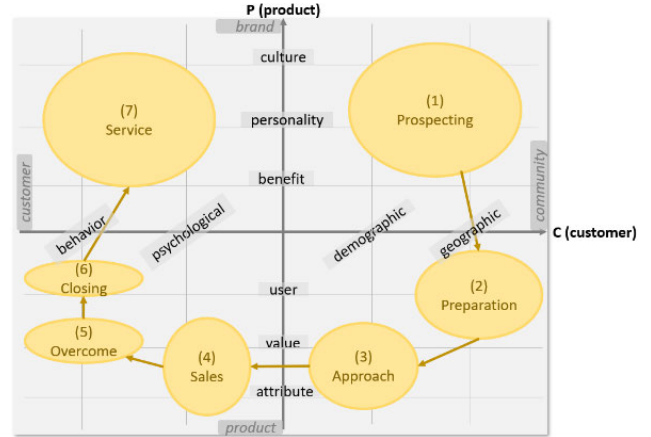 P (product)
brand
culture
(1)
Prospecting
(7)
Service
personality
benefit
customer
community
behavior
psychological
demographic
geographic
C (customer)
(6)
Closing
user
(2)
Preparation
(5)
Overcome
value
(4)
Sales
(3)
Approach
attribute
product